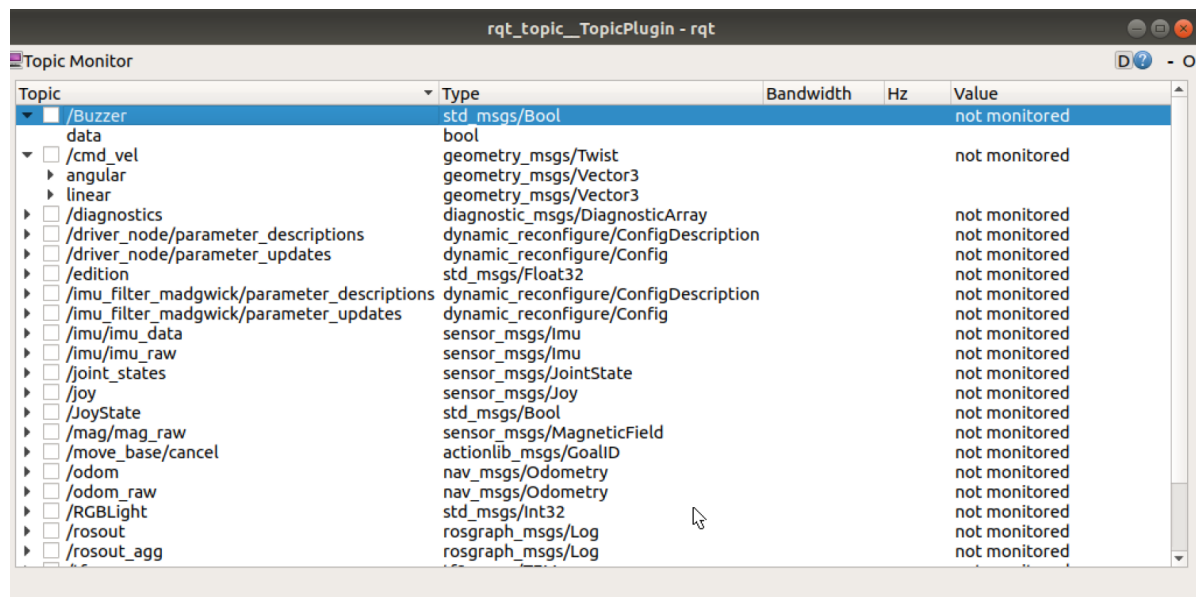 rqt_topic__TopicPlugin - rqt
Topic Monitor D ? - O
Topic Type Bandwidth Hz Value
/Buzzer std_msgs/Bool not monitored
data bool
/cmd_vel geometry_msgs/Twist not monitored
angular geometry_msgs/Vector3
linear geometry_msgs/Vector3
/diagnostics diagnostic_msgs/DiagnosticArray not monitored
/driver_node/parameter_descriptions dynamic_reconfigure/ConfigDescription not monitored
/driver_node/parameter_updates dynamic_reconfigure/Config not monitored
/edition std_msgs/Float32 not monitored
/imu_filter_madgwick/parameter_descriptions dynamic_reconfigure/ConfigDescription not monitored
/imu_filter_madgwick/parameter_updates dynamic_reconfigure/Config not monitored
/imu/imu_data sensor_msgs/Imu not monitored
/imu/imu_raw sensor_msgs/Imu not monitored
/joint_states sensor_msgs/JointState not monitored
/joy sensor_msgs/Joy not monitored
/JoyState std_msgs/Bool not monitored
/mag/mag_raw sensor_msgs/MagneticField not monitored
/move_base/cancel actionlib_msgs/GoalID not monitored
/odom nav_msgs/Odometry not monitored
/odom_raw nav_msgs/Odometry not monitored
/RGBLight std_msgs/Int32 not monitored
/rosout rosgraph_msgs/Log not monitored
/rosout_agg rosgraph_msgs/Log not monitored